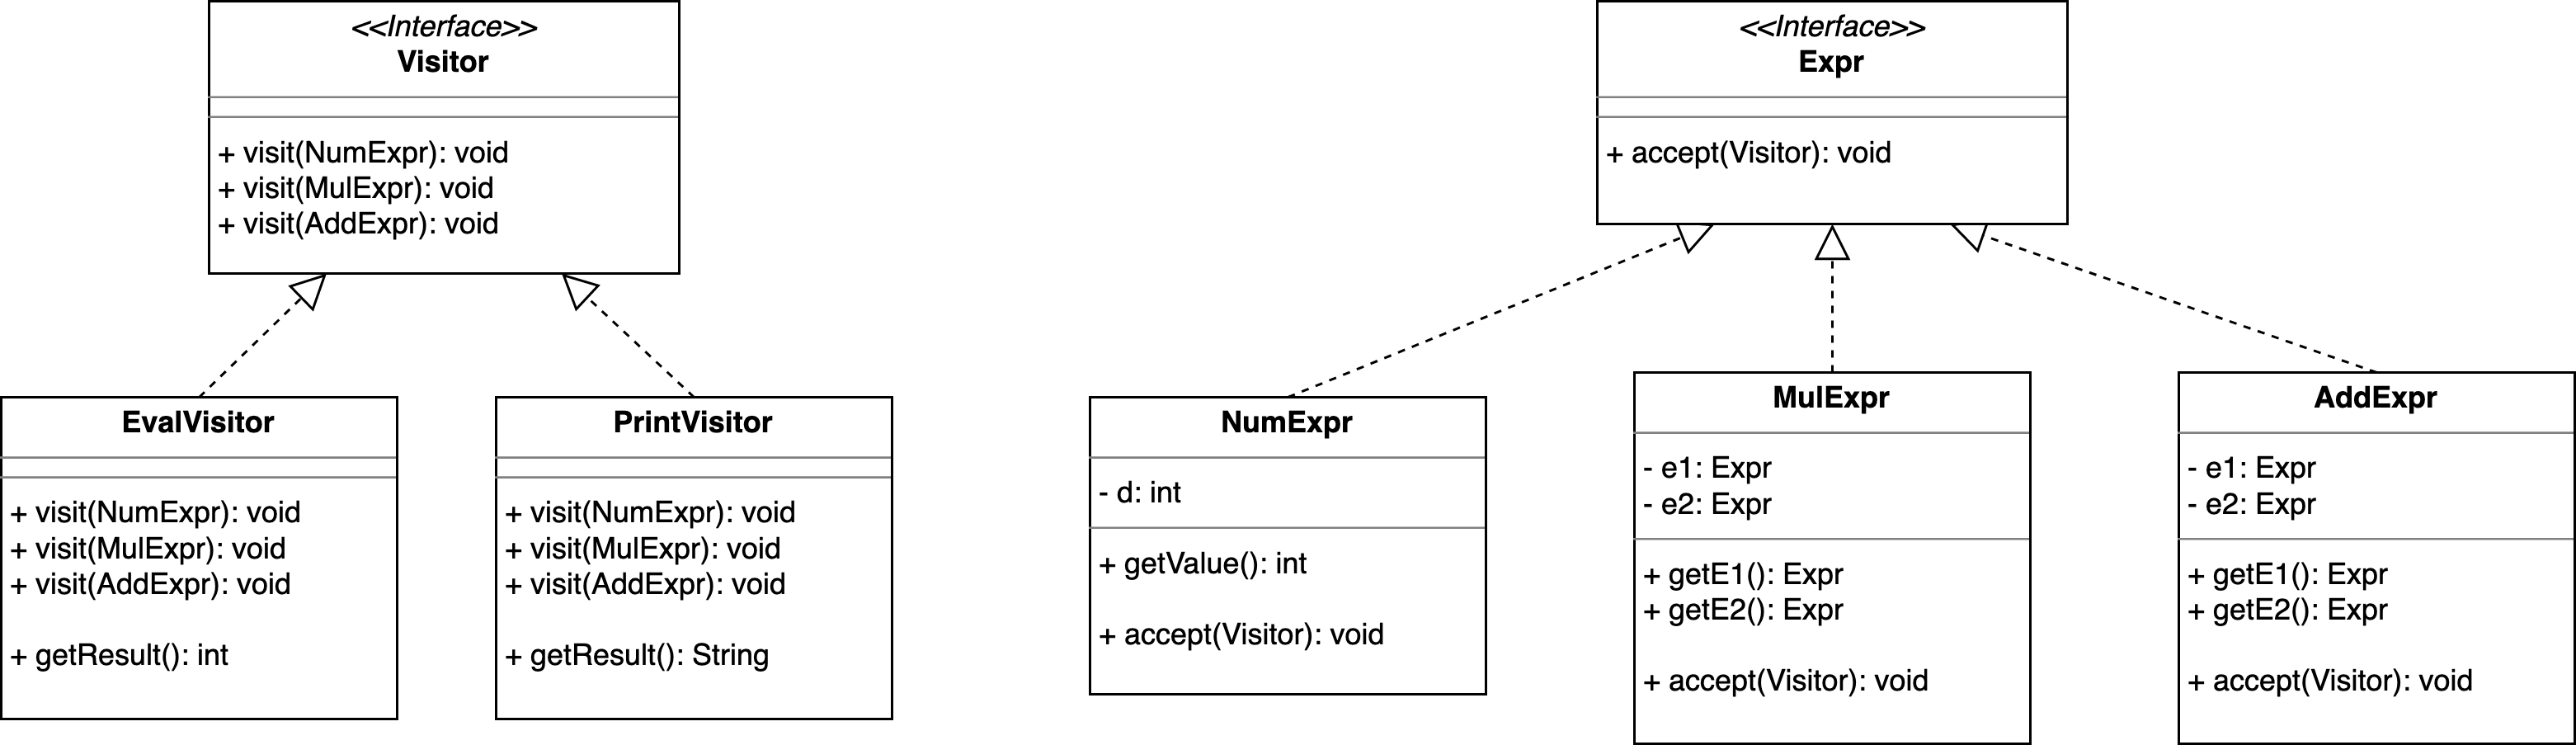 <<Interface>>
Visitor
+ visit(NumExpr): void
+ visit(MulExpr): void
+ visit(AddExpr): void
<<Interface>>
Expr
+ accept(Visitor): void
EvalVisitor
+ visit(NumExpr): void
+ visit(MulExpr): void
+ visit(AddExpr): void
+ getResult(): int
PrintVisitor
+ visit(NumExpr): void
+ visit(MulExpr): void
+ visit(AddExpr): void
+ getResult(): String
NumExpr
- d: int
+ getValue(): int
+ accept(Visitor): void
MulExpr
- e1: Expr
- e2: Expr
+ getE1(): Expr
+ getE2(): Expr
+ accept(Visitor): void
AddExpr
- e1: Expr
- e2: Expr
+ getE1(): Expr
+ getE2(): Expr
+ accept(Visitor): void